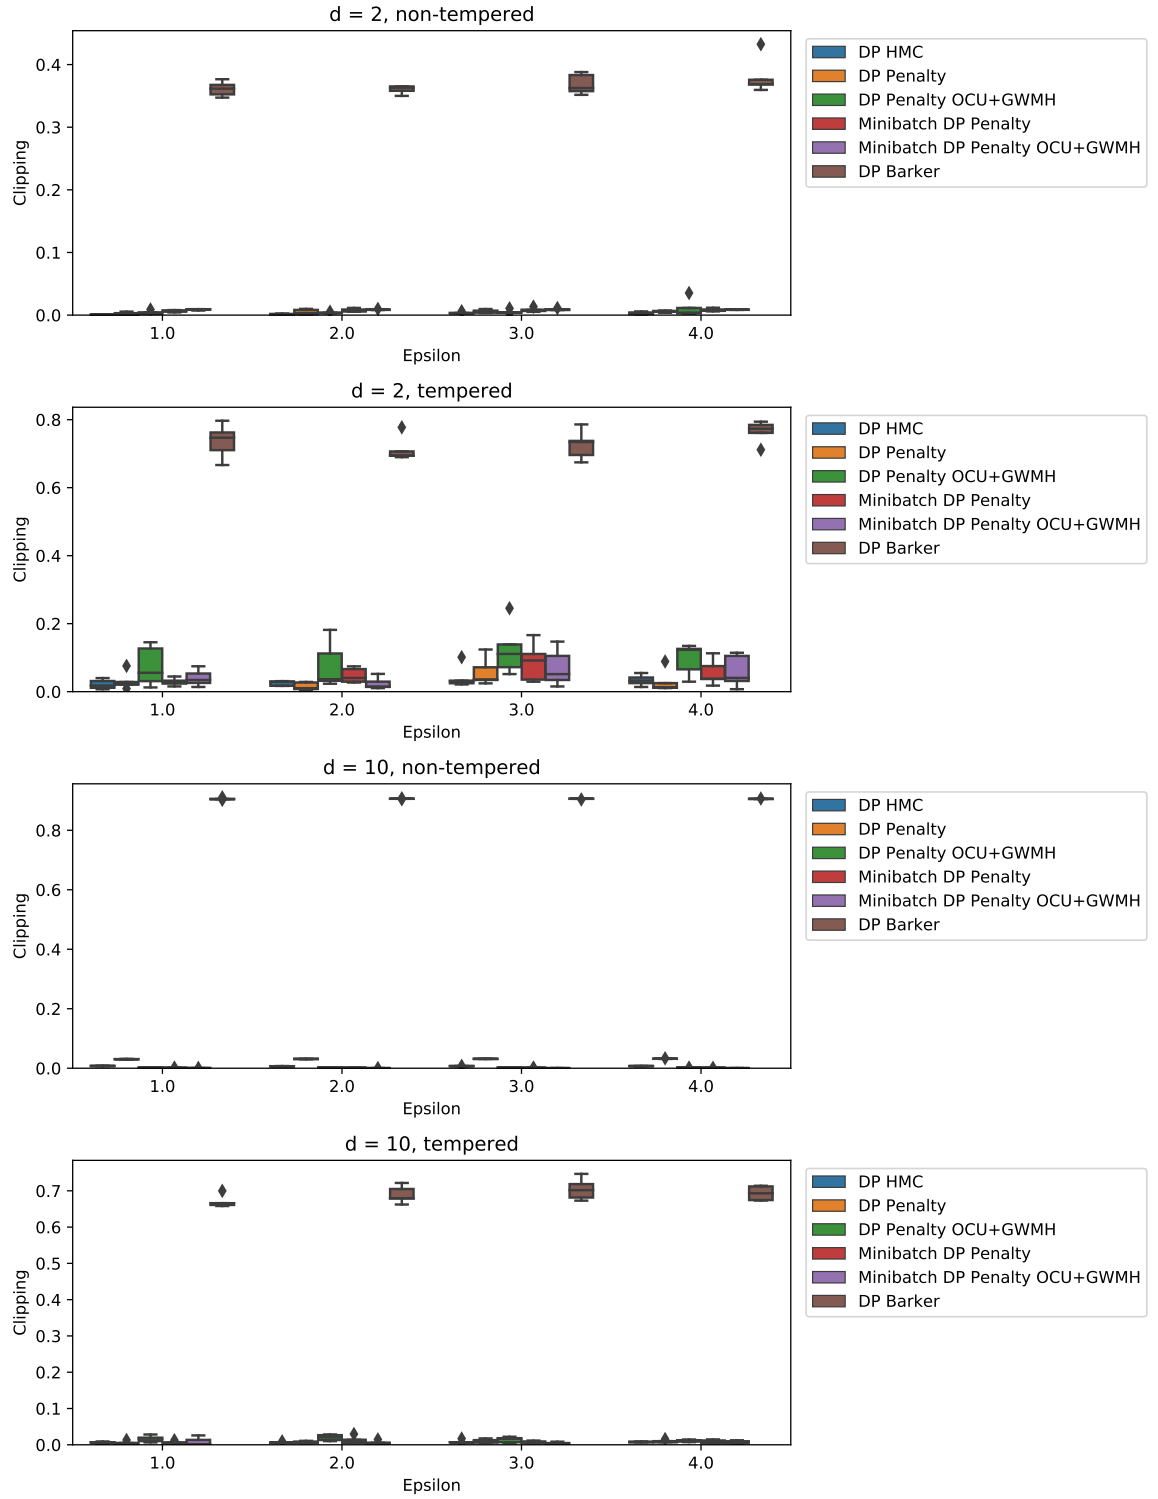 d = 2, non-tempered
0.4
0.3
0.2
0.1
0.0
Clipping
1.0 2.0 3.0 4.0
Epsilon
DP HMC
DP Penalty
DP Penalty OCU+GWMH
Minibatch DP Penalty
Minibatch DP Penalty OCU+GWMH
DP Barker
d = 2, tempered
0.8
0.6
0.4
0.2
0.0
Clipping
1.0 2.0 3.0 4.0
Epsilon
DP HMC
DP Penalty
DP Penalty OCU+GWMH
Minibatch DP Penalty
Minibatch DP Penalty OCU+GWMH
DP Barker
d = 10, non-tempered
0.8
0.6
0.4
0.2
0.0
Clipping
1.0 2.0 3.0 4.0
Epsilon
DP HMC
DP Penalty
DP Penalty OCU+GWMH
Minibatch DP Penalty
Minibatch DP Penalty OCU+GWMH
DP Barker
d = 10, tempered
0.7
0.6
0.5
0.4
0.3
0.2
0.1
0.0
Clipping
1.0 2.0 3.0 4.0
Epsilon
DP HMC
DP Penalty
DP Penalty OCU+GWMH
Minibatch DP Penalty
Minibatch DP Penalty OCU+GWMH
DP Barker